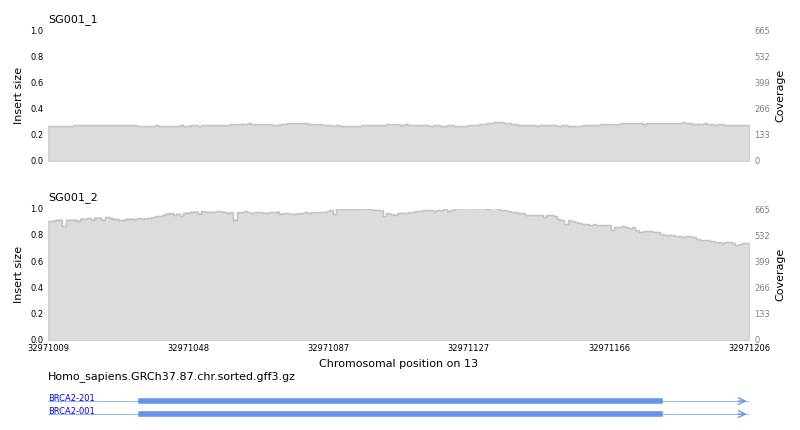 SG001_1
1.0 665
0.8 532
0.6 399
0.4 266
0.2 133
0.0 0
Insert size
Coverage
SG001_2
1.0 665
0.8 532
0.6 399
0.4 266
0.2 133
0.0 0
Insert size
Coverage
32971009 32971048 32971087 32971127 32971166 32971206
Chromosomal position on 13
Homo_sapiens.GRCh37.87.chr.sorted.gff3.gz
BRCA2-201
BRCA2-001